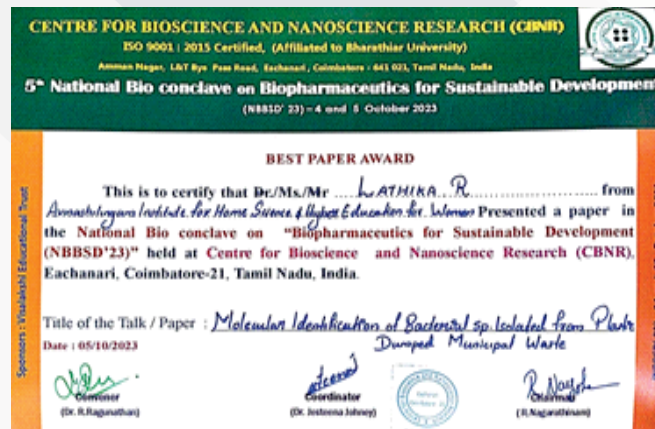 CENTRE FOR BIOSCIENCE AND NANOSCIENCE RESEARCH (CBNR)
ISO 9001 : 2015 Certified, (Affiliated to Bharathiar University)
Amman Nagar, L&T Bye Pass Road, Eachanari, Coimbatore - 641 021, Tamil Nadu, India
5th National Bio conclave on Biopharmaceutics for Sustainable Development
(NBBSD' 23) – 4 and 5 October 2023
BEST PAPER AWARD
This is to certify that Dr./Ms./Mr .... LATHIKA R ........ from
Avinashilingam Institute for Home Science & Higher Education for Women Presented a paper in
the National Bio conclave on "Biopharmaceutics for Sustainable Development
(NBBSD'23)" held at Centre for Bioscience and Nanoscience Research (CBNR),
Eachanari, Coimbatore-21, Tamil Nadu, India.
Title of the Talk / Paper : Molecular Identification of Bacterial sp. Isolated from Plastic
Dumped Municipal Waste
Date : 05/10/2023
Convener
Coordinator
Chairman
(Dr. R.Ragunathan)
(Dr. Jesteena Johney)
(R.Nagarathinam)
Sponsors : Visalakshi Educational Trust